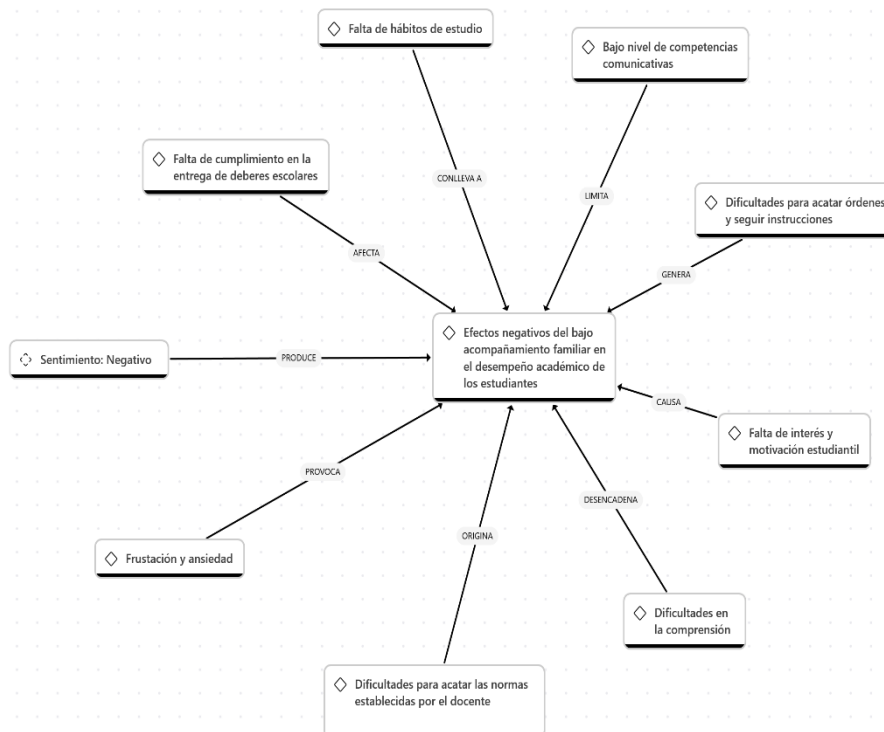 Falta de hábitos de estudio
Bajo nivel de competencias
comunicativas
Falta de cumplimiento en la
entrega de deberes escolares
CONLLEVA A
LIMITA
Dificultades para acatar órdenes
y seguir instrucciones
AFECTA
GENERA
Efectos negativos del bajo
acompañamiento familiar en
el desempeño académico de
los estudiantes
Sentimiento: Negativo
PRODUCE
CAUSA
Falta de interés y
motivación estudiantil
PROVOCA
DESENCADENA
ORIGINA
Frustación y ansiedad
Dificultades en
la comprensión
Dificultades para acatar las normas
establecidas por el docente